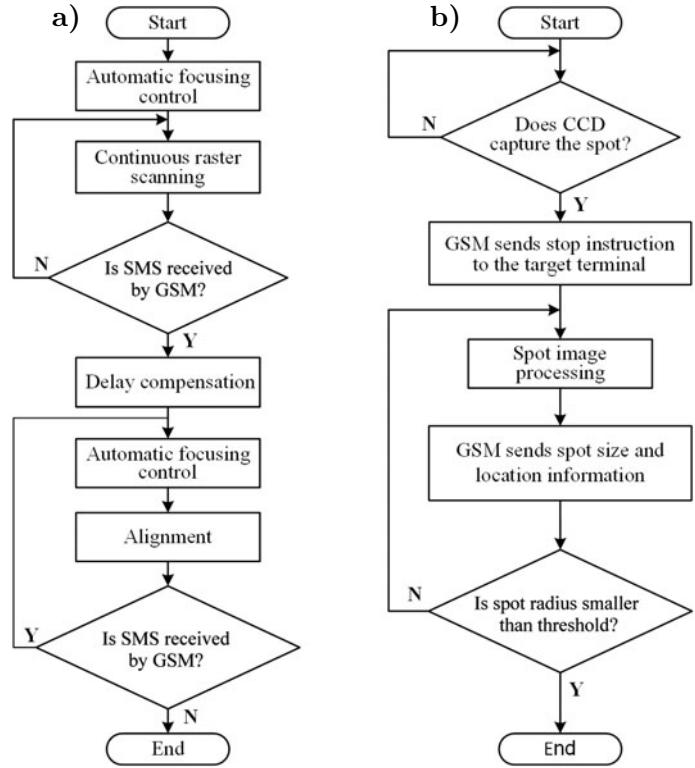 a)
Start
Automatic focusing
control
Continuous raster
scanning
N
Is SMS received
by GSM?
Y
Delay compensation
Automatic focusing
control
Alignment
Y
Is SMS received
by GSM?
N
End
b)
Start
N
Does CCD
capture the spot?
Y
GSM sends stop instruction
to the target terminal
Spot image
processing
GSM sends spot size and
location information
N
Is spot radius smaller
than threshold?
Y
End